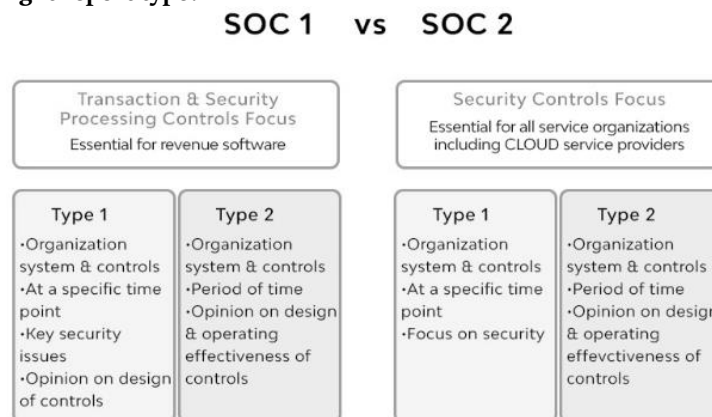 SOC 1 vs SOC 2
Transaction & Security
Processing Controls Focus
Essential for revenue software
Security Controls Focus
Essential for all service organizations
including CLOUD service providers
Type 1
•Organization
system & controls
•At a specific time
point
•Key security
issues
•Opinion on design
of controls
Type 2
•Organization
system & controls
•Period of time
•Opinion on design
& operating
effectiveness of
controls
Type 1
•Organization
system & controls
•At a specific time
point
•Focus on security
Type 2
•Organization
system & controls
•Period of time
•Opinion on design
& operating
effevctiveness of
controls